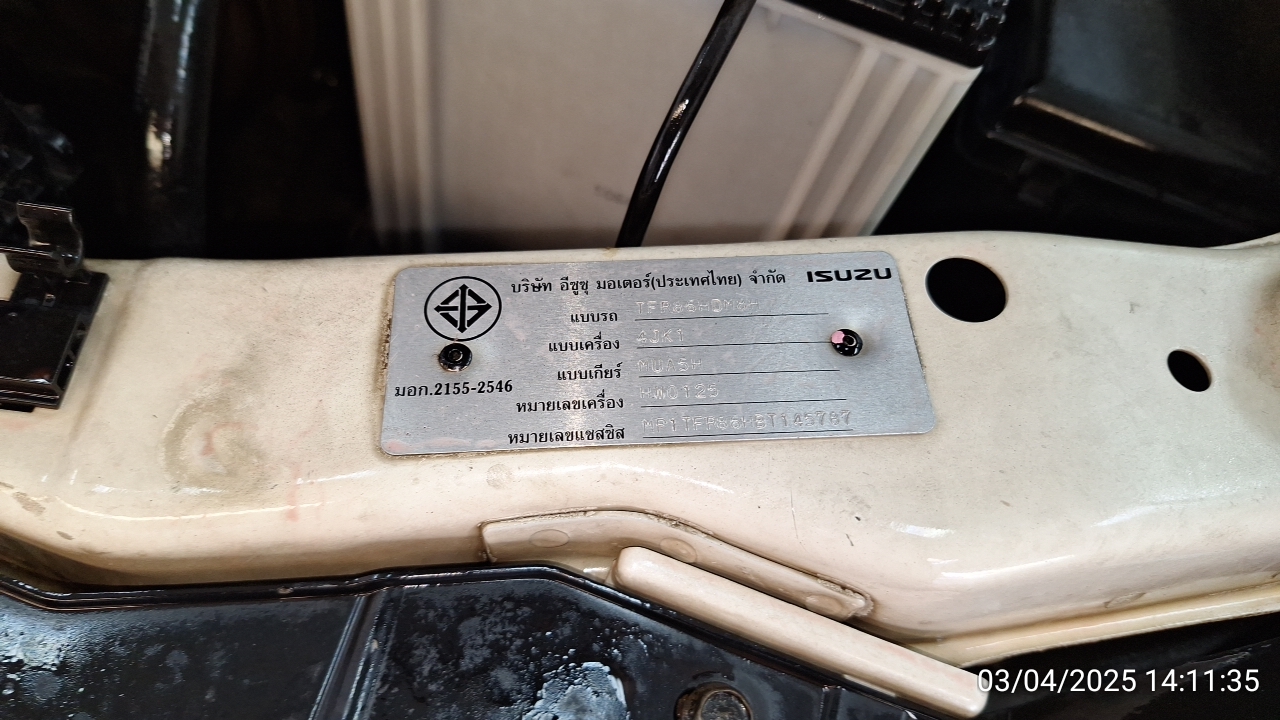 บริษัท อีซูซุ มอเตอร์(ประเทศไทย) จำกัด ISUZU
แบบรถ TFR86HDM6H
แบบเครื่อง 4JK1
แบบเกียร์ MUA5H
มอก.2155-2546
หมายเลขเครื่อง HW0125
หมายเลขแชสซิส
03/04/2025 14:11:35